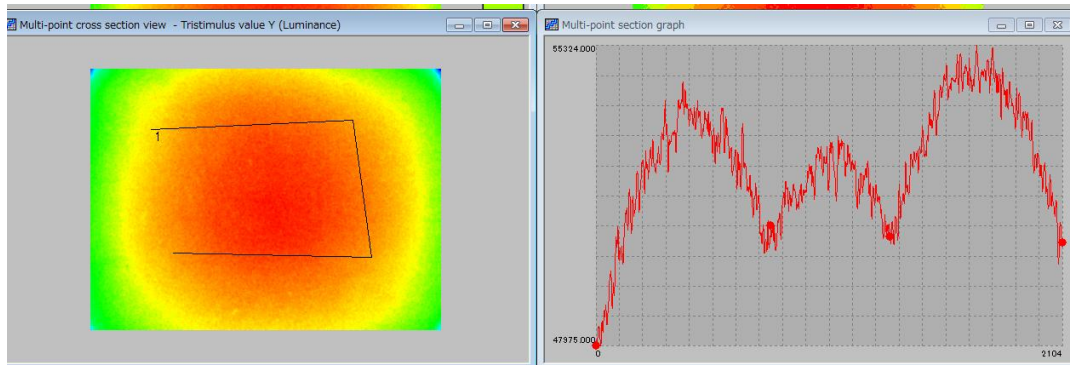 Multi-point cross section view - Tristimulus value Y (Luminance)
1
Multi-point section graph
55324.000
47975.000
0
2104